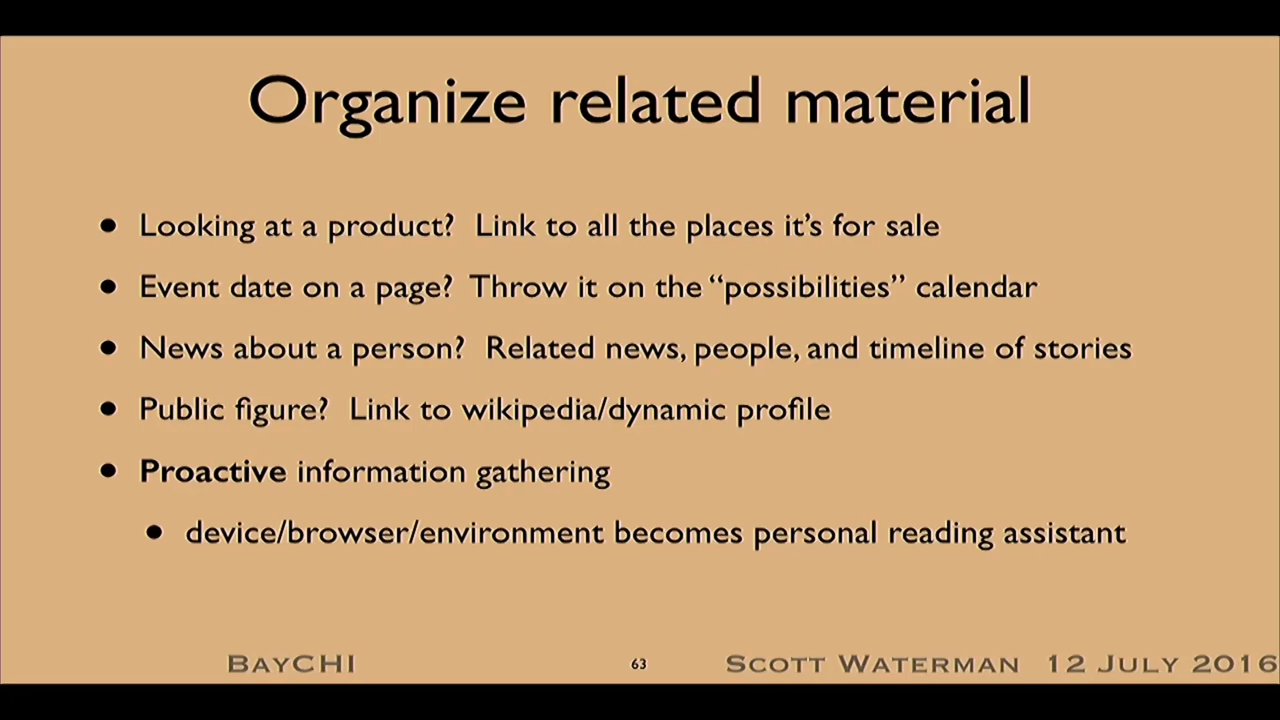 Organize related material
• Looking at a product? Link to all the places it’s for sale
• Event date on a page? Throw it on the “possibilities” calendar
• News about a person? Related news, people, and timeline of stories
• Public figure? Link to wikipedia/dynamic profile
• Proactive information gathering
• device/browser/environment becomes personal reading assistant
BayCHI 63 Scott Waterman 12 July 2016